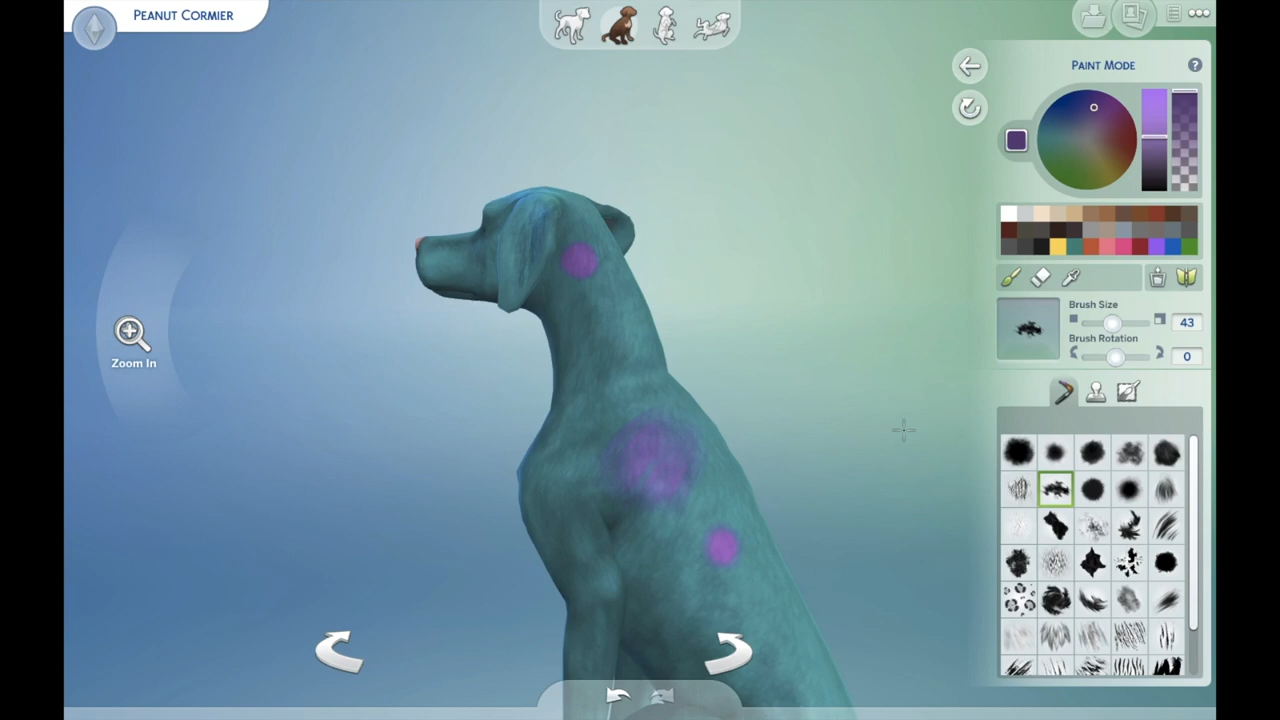 Peanut Cormier
Paint Mode
?
Brush Size
43
Brush Rotation
0
Zoom In